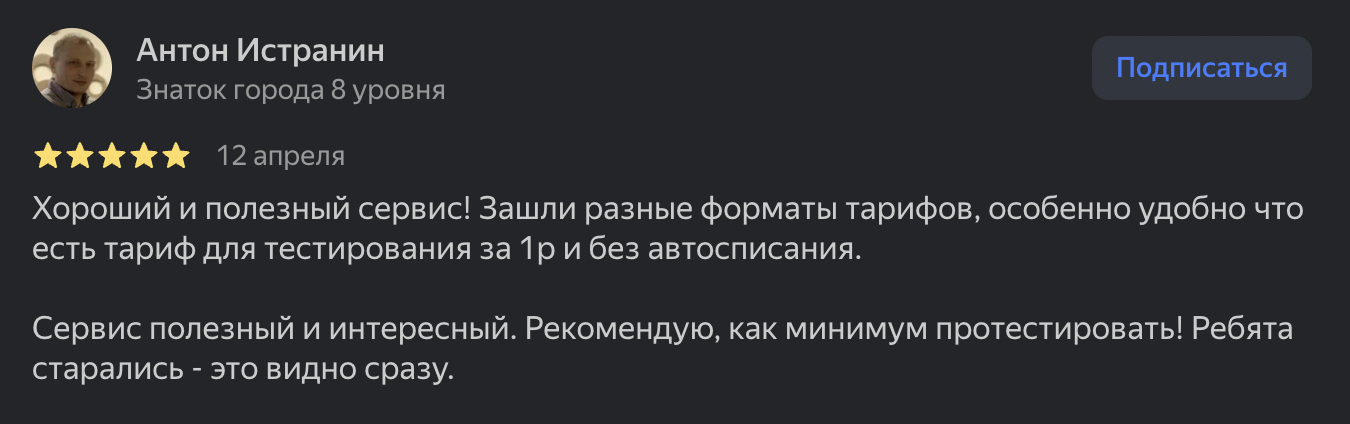 Антон Истранин
Знаток города 8 уровня
Подписаться
12 апреля
Хороший и полезный сервис! Зашли разные форматы тарифов, особенно удобно что
есть тариф для тестирования за 1р и без автосписания.
Сервис полезный и интересный. Рекомендую, как минимум протестировать! Ребята
старались - это видно сразу.